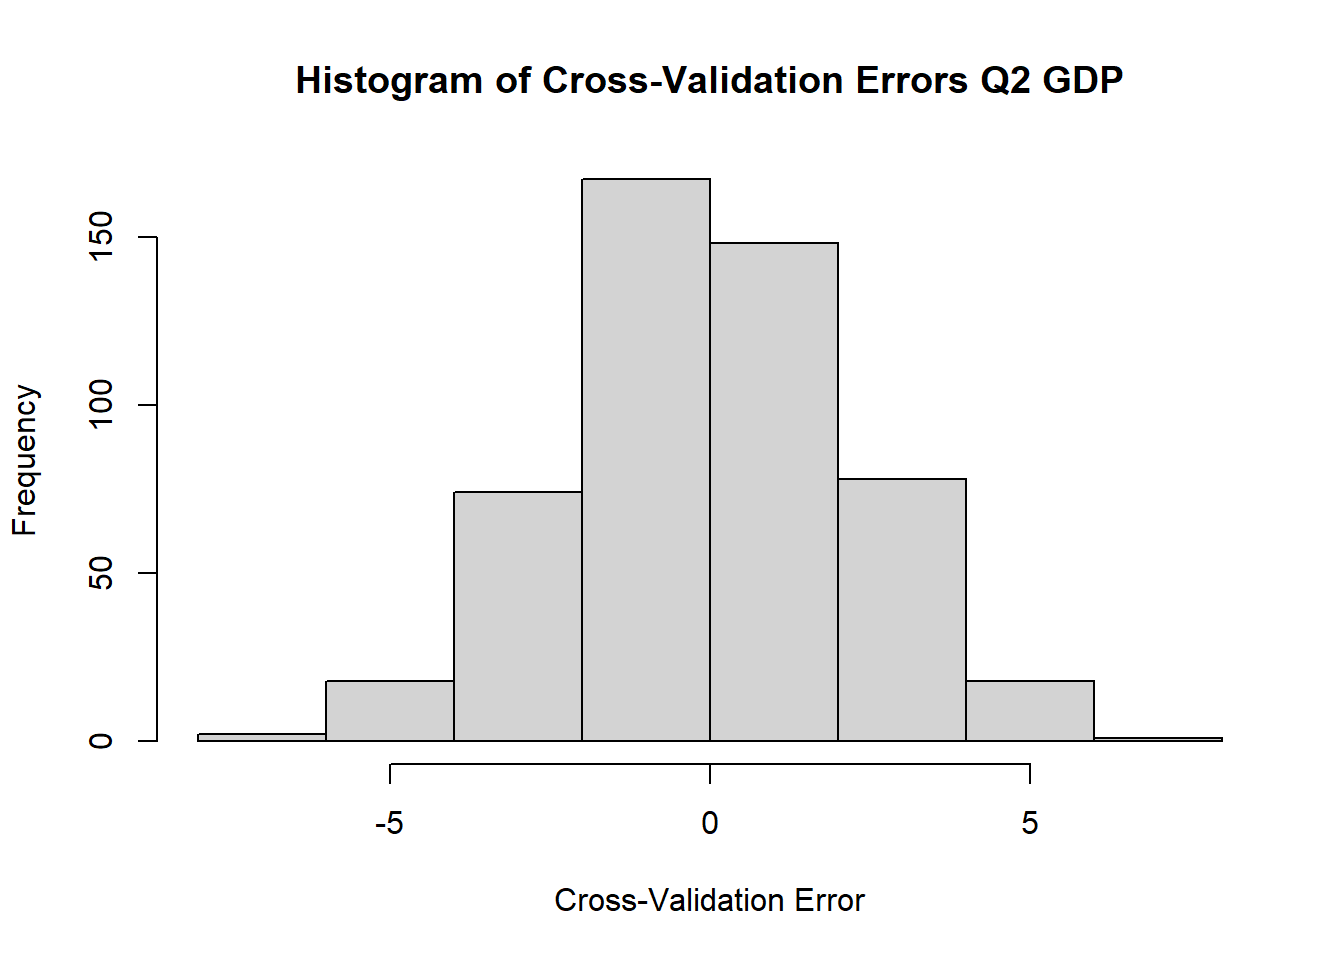 Histogram of Cross-Validation Errors Q2 GDP
Frequency
150
100
50
0
-5 0 5
Cross-Validation Error